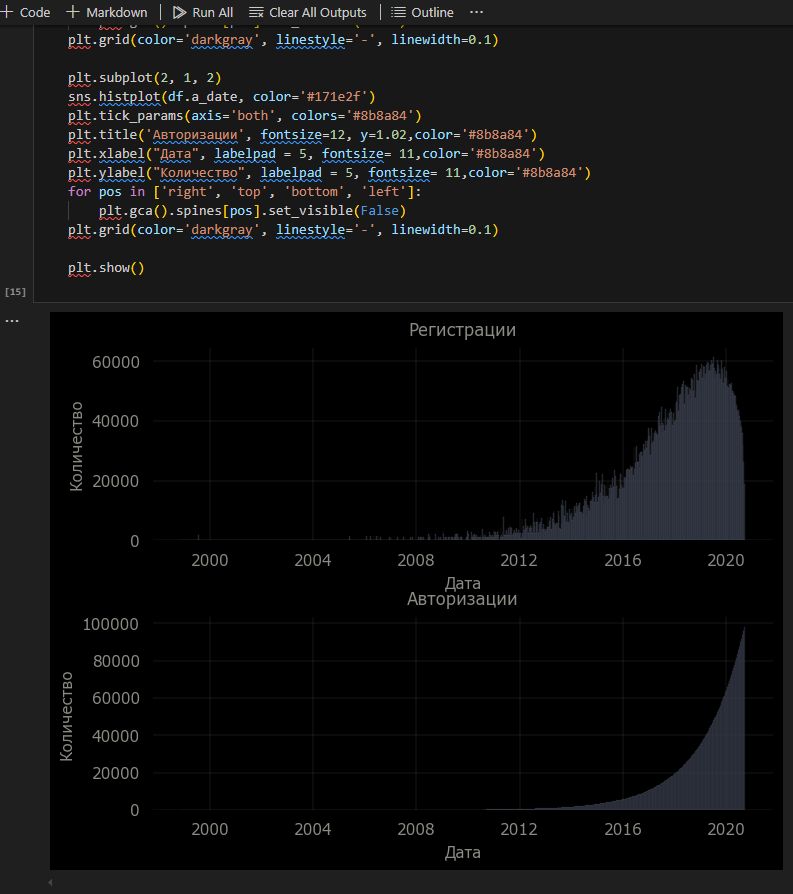 + Code + Markdown | Run All Clear All Outputs | Outline ...
plt.grid(color='darkgray', linestyle='-', linewidth=0.1)
plt.subplot(2, 1, 2)
sns.histplot(df.a_date, color='#171e2f')
plt.tick_params(axis='both', colors='#8b8a84')
plt.title('Авторизации', fontsize=12, y=1.02,color='#8b8a84')
plt.xlabel("Дата", labelpad = 5, fontsize= 11,color='#8b8a84')
plt.ylabel("Количество", labelpad = 5, fontsize= 11,color='#8b8a84')
for pos in ['right', 'top', 'bottom', 'left']:
plt.gca().spines[pos].set_visible(False)
plt.grid(color='darkgray', linestyle='-', linewidth=0.1)
plt.show()
[15]
...
Регистрации
Количество
60000
40000
20000
0
2000 2004 2008 2012 2016 2020
Дата
Авторизации
Количество
100000
80000
60000
40000
20000
0
2000 2004 2008 2012 2016 2020
Дата